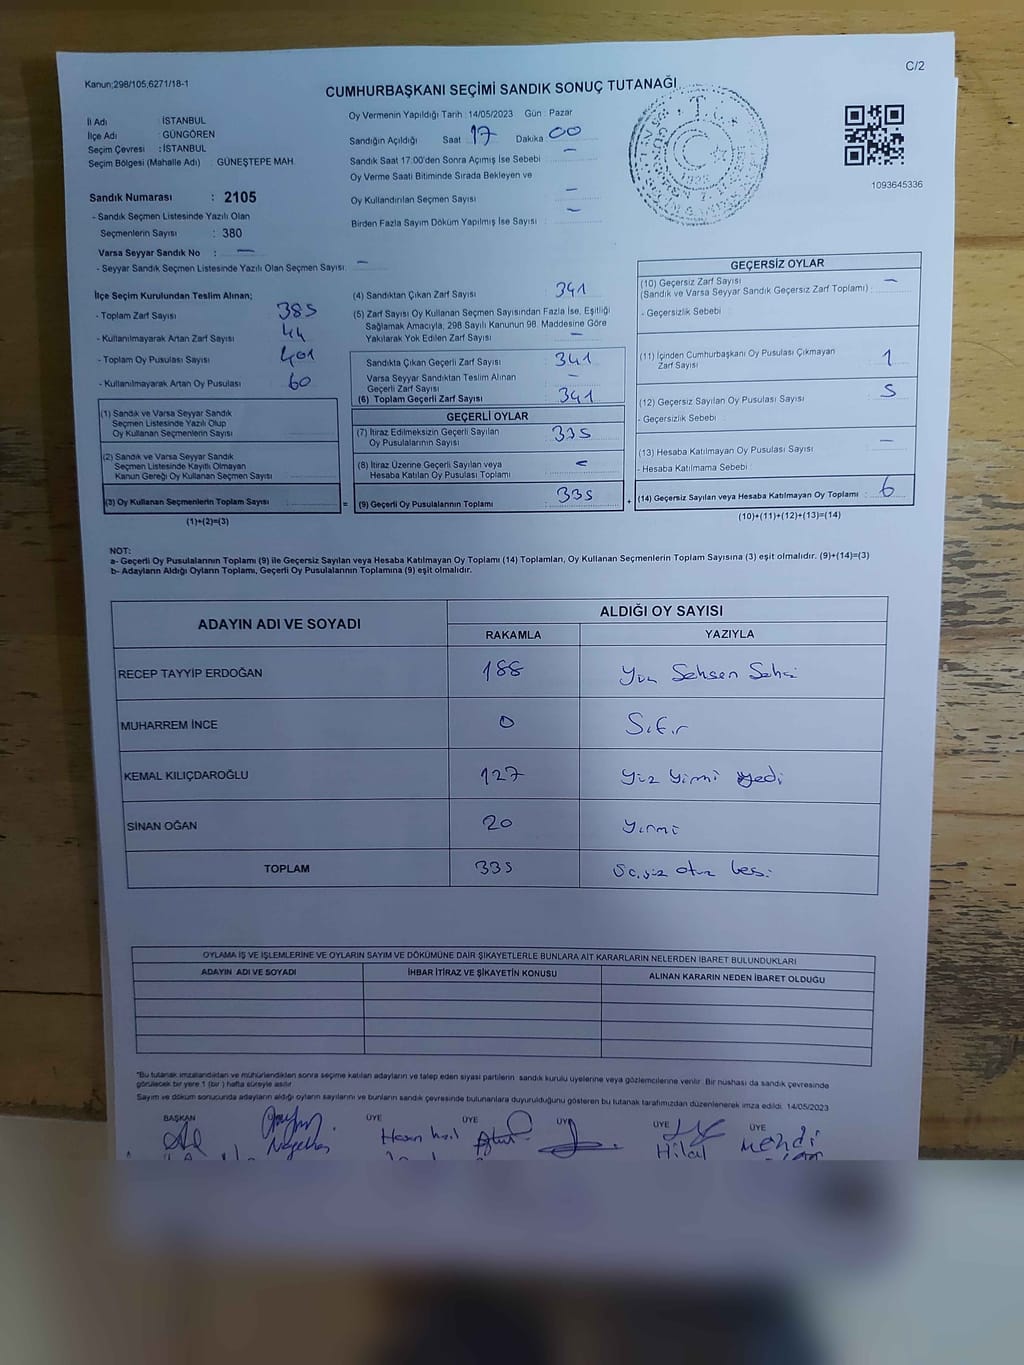 C/2
Kanun:298/105,6271/18-1
CUMHURBAŞKANI SEÇİMİ SANDIK SONUÇ TUTANAĞI
İl Adı : İSTANBUL
İlçe Adı : GÜNGÖREN
Seçim Çevresi : İSTANBUL
Seçim Bölgesi (Mahalle Adı) : GÜNEŞTEPE MAH.
Sandık Numarası : 2105
- Sandık Seçmen Listesinde Yazılı Olan
Seçmenlerin Sayısı : 380
Varsa Seyyar Sandık No : —
- Seyyar Sandık Seçmen Listesinde Yazılı Olan Seçmen Sayısı: —
Oy Vermenin Yapıldığı Tarih : 14/05/2023 Gün : Pazar
Sandığın Açıldığı Saat 17 Dakika 00
Sandık Saat 17.00'den Sonra Açımış İse Sebebi —
Oy Verme Saati Bitiminde Sırada Bekleyen ve
Oy Kullandırılan Seçmen Sayısı —
Birden Fazla Sayım Döküm Yapılmış İse Sayısı —
1093645336
İlçe Seçim Kurulundan Teslim Alınan;
- Toplam Zarf Sayısı : 385
- Kullanılmayarak Artan Zarf Sayısı : 44
- Toplam Oy Pusulası Sayısı : 401
- Kullanılmayarak Artan Oy Pusulası : 60
(1) Sandık ve Varsa Seyyar Sandık
Seçmen Listesinde Yazılı Olup
Oy Kullanan Seçmenlerin Sayısı :
(2) Sandık ve Varsa Seyyar Sandık
Seçmen Listesinde Kayıtlı Olmayan
Kanun Gereği Oy Kullanan Seçmen Sayısı :
(3) Oy Kullanan Seçmenlerin Toplam Sayısı : =
(1)+(2)=(3)
(4) Sandıktan Çıkan Zarf Sayısı : 341
(5) Zarf Sayısı Oy Kullanan Seçmen Sayısından Fazla İse, Eşitliği
Sağlamak Amacıyla, 298 Sayılı Kanunun 98. Maddesine Göre
Yakılarak Yok Edilen Zarf Sayısı : —
Sandıkta Çıkan Geçerli Zarf Sayısı : 341
Varsa Seyyar Sandıktan Teslim Alınan
Geçerli Zarf Sayısı : —
(6) Toplam Geçerli Zarf Sayısı : 341
GEÇERLİ OYLAR
(7) İtiraz Edilmeksizin Geçerli Sayılan
Oy Pusulalarının Sayısı : 335
(8) İtiraz Üzerine Geçerli Sayılan veya
Hesaba Katılan Oy Pusulası Toplamı :
(9) Geçerli Oy Pusulalarının Toplamı : 335 +
GEÇERSİZ OYLAR
(10) Geçersiz Zarf Sayısı
(Sandık ve Varsa Seyyar Sandık Geçersiz Zarf Toplamı) : —
- Geçersizlik Sebebi :
(11) İçinden Cumhurbaşkanı Oy Pusulası Çıkmayan
Zarf Sayısı : 1
(12) Geçersiz Sayılan Oy Pusulası Sayısı : 5
- Geçersizlik Sebebi :
(13) Hesaba Katılmayan Oy Pusulası Sayısı : —
- Hesaba Katılmama Sebebi :
(14) Geçersiz Sayılan veya Hesaba Katılmayan Oy Toplamı : 6
(10)+(11)+(12)+(13)=(14)
NOT:
a- Geçerli Oy Pusulalarının Toplamı (9) ile Geçersiz Sayılan veya Hesaba Katılmayan Oy Toplamı (14) Toplamları, Oy Kullanan Seçmenlerin Toplam Sayısına (3) eşit olmalıdır. (9)+(14)=(3)
b- Adayların Aldığı Oyların Toplamı, Geçerli Oy Pusulalarının Toplamına (9) eşit olmalıdır.
ADAYIN ADI VE SOYADI ALDIĞI OY SAYISI
RAKAMLA YAZIYLA
RECEP TAYYİP ERDOĞAN 188 Yüz Seksen Sekiz
MUHARREM İNCE 0 Sıfır
KEMAL KILIÇDAROĞLU 127 Yüz Yirmi Yedi
SİNAN OĞAN 20 Yirmi
TOPLAM 335
OYLAMA İŞ VE İŞLEMLERİNE VE OYLARIN SAYIM VE DÖKÜMÜNE DAİR ŞİKAYETLERLE BUNLARA AİT KARARLARIN NELERDEN İBARET BULUNDUKLARI
ADAYIN ADI VE SOYADI İHBAR İTİRAZ VE ŞİKAYETİN KONUSU ALINAN KARARIN NEDEN İBARET OLDUĞU
*Bu tutanak imzalandıktan ve mühürlendikten sonra seçime katılan adayların ve talep eden siyasi partilerin sandık kurulu üyelerine veya gözlemcilerine verilir. Bir nushası da sandık çevresinde
görülecek bir yere 1 (bir) hafta süreyle asılır.
Sayım ve döküm sonucunda adayların aldığı oyların sayılarını ve bunların sandık çevresinde bulunanlara duyurulduğunu gösteren bu tutanak tarafımızdan düzenlenerek imza edildi. 14/05/2023
BAŞKAN ÜYE ÜYE ÜYE ÜYE ÜYE
Hilal Mehdi